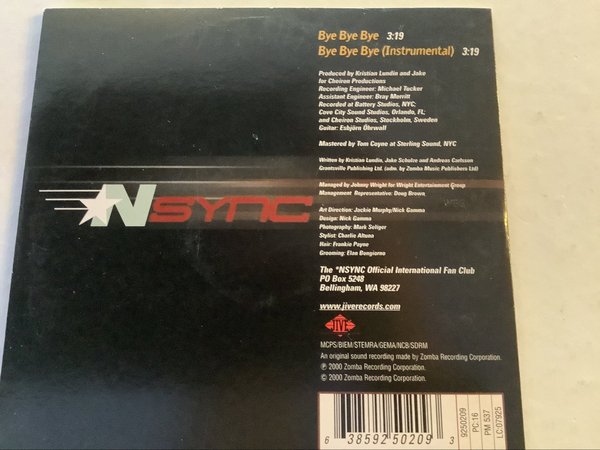 Bye Bye Bye 3:19
Bye Bye Bye (Instrumental) 3:19
Produced by Kristian Lundin and Jake
for Cheiron Productions
Recording Engineer: Michael Tucker
Assistant Engineer: Bray Merritt
Recorded at Battery Studios, NYC;
Cove City Sound Studios, Orlando, FL;
and Cheiron Studios, Stockholm, Sweden
Guitar: Esbjörn Öhrwall
Mastered by Tom Coyne at Sterling Sound, NYC
Written by Kristian Lundin, Jake Schulze and Andreas Carlsson
Grantsville Publishing Ltd. (adm. by Zomba Music Publishers Ltd)
Managed by Johnny Wright for Wright Entertainment Group
Management Representative: Doug Brown
Art Direction: Jackie Murphy/Nick Gamma
Design: Nick Gamma
Photography: Mark Seliger
Stylist: Charlie Altuna
Hair: Frankie Payne
Grooming: Elan Bongiorno
NSYNC
The *NSYNC Official International Fan Club
PO Box 5248
Bellingham, WA 98227
www.jiverecords.com
JIVE
MCPS/BIEM/STEMRA/GEMA/NCB/SDRM
An original sound recording made by Zomba Recording Corporation.
℗ 2000 Zomba Recording Corporation.
© 2000 Zomba Recording Corporation.
6 38592 50209 3
9250209
PC:16
PM 537
LC:07925